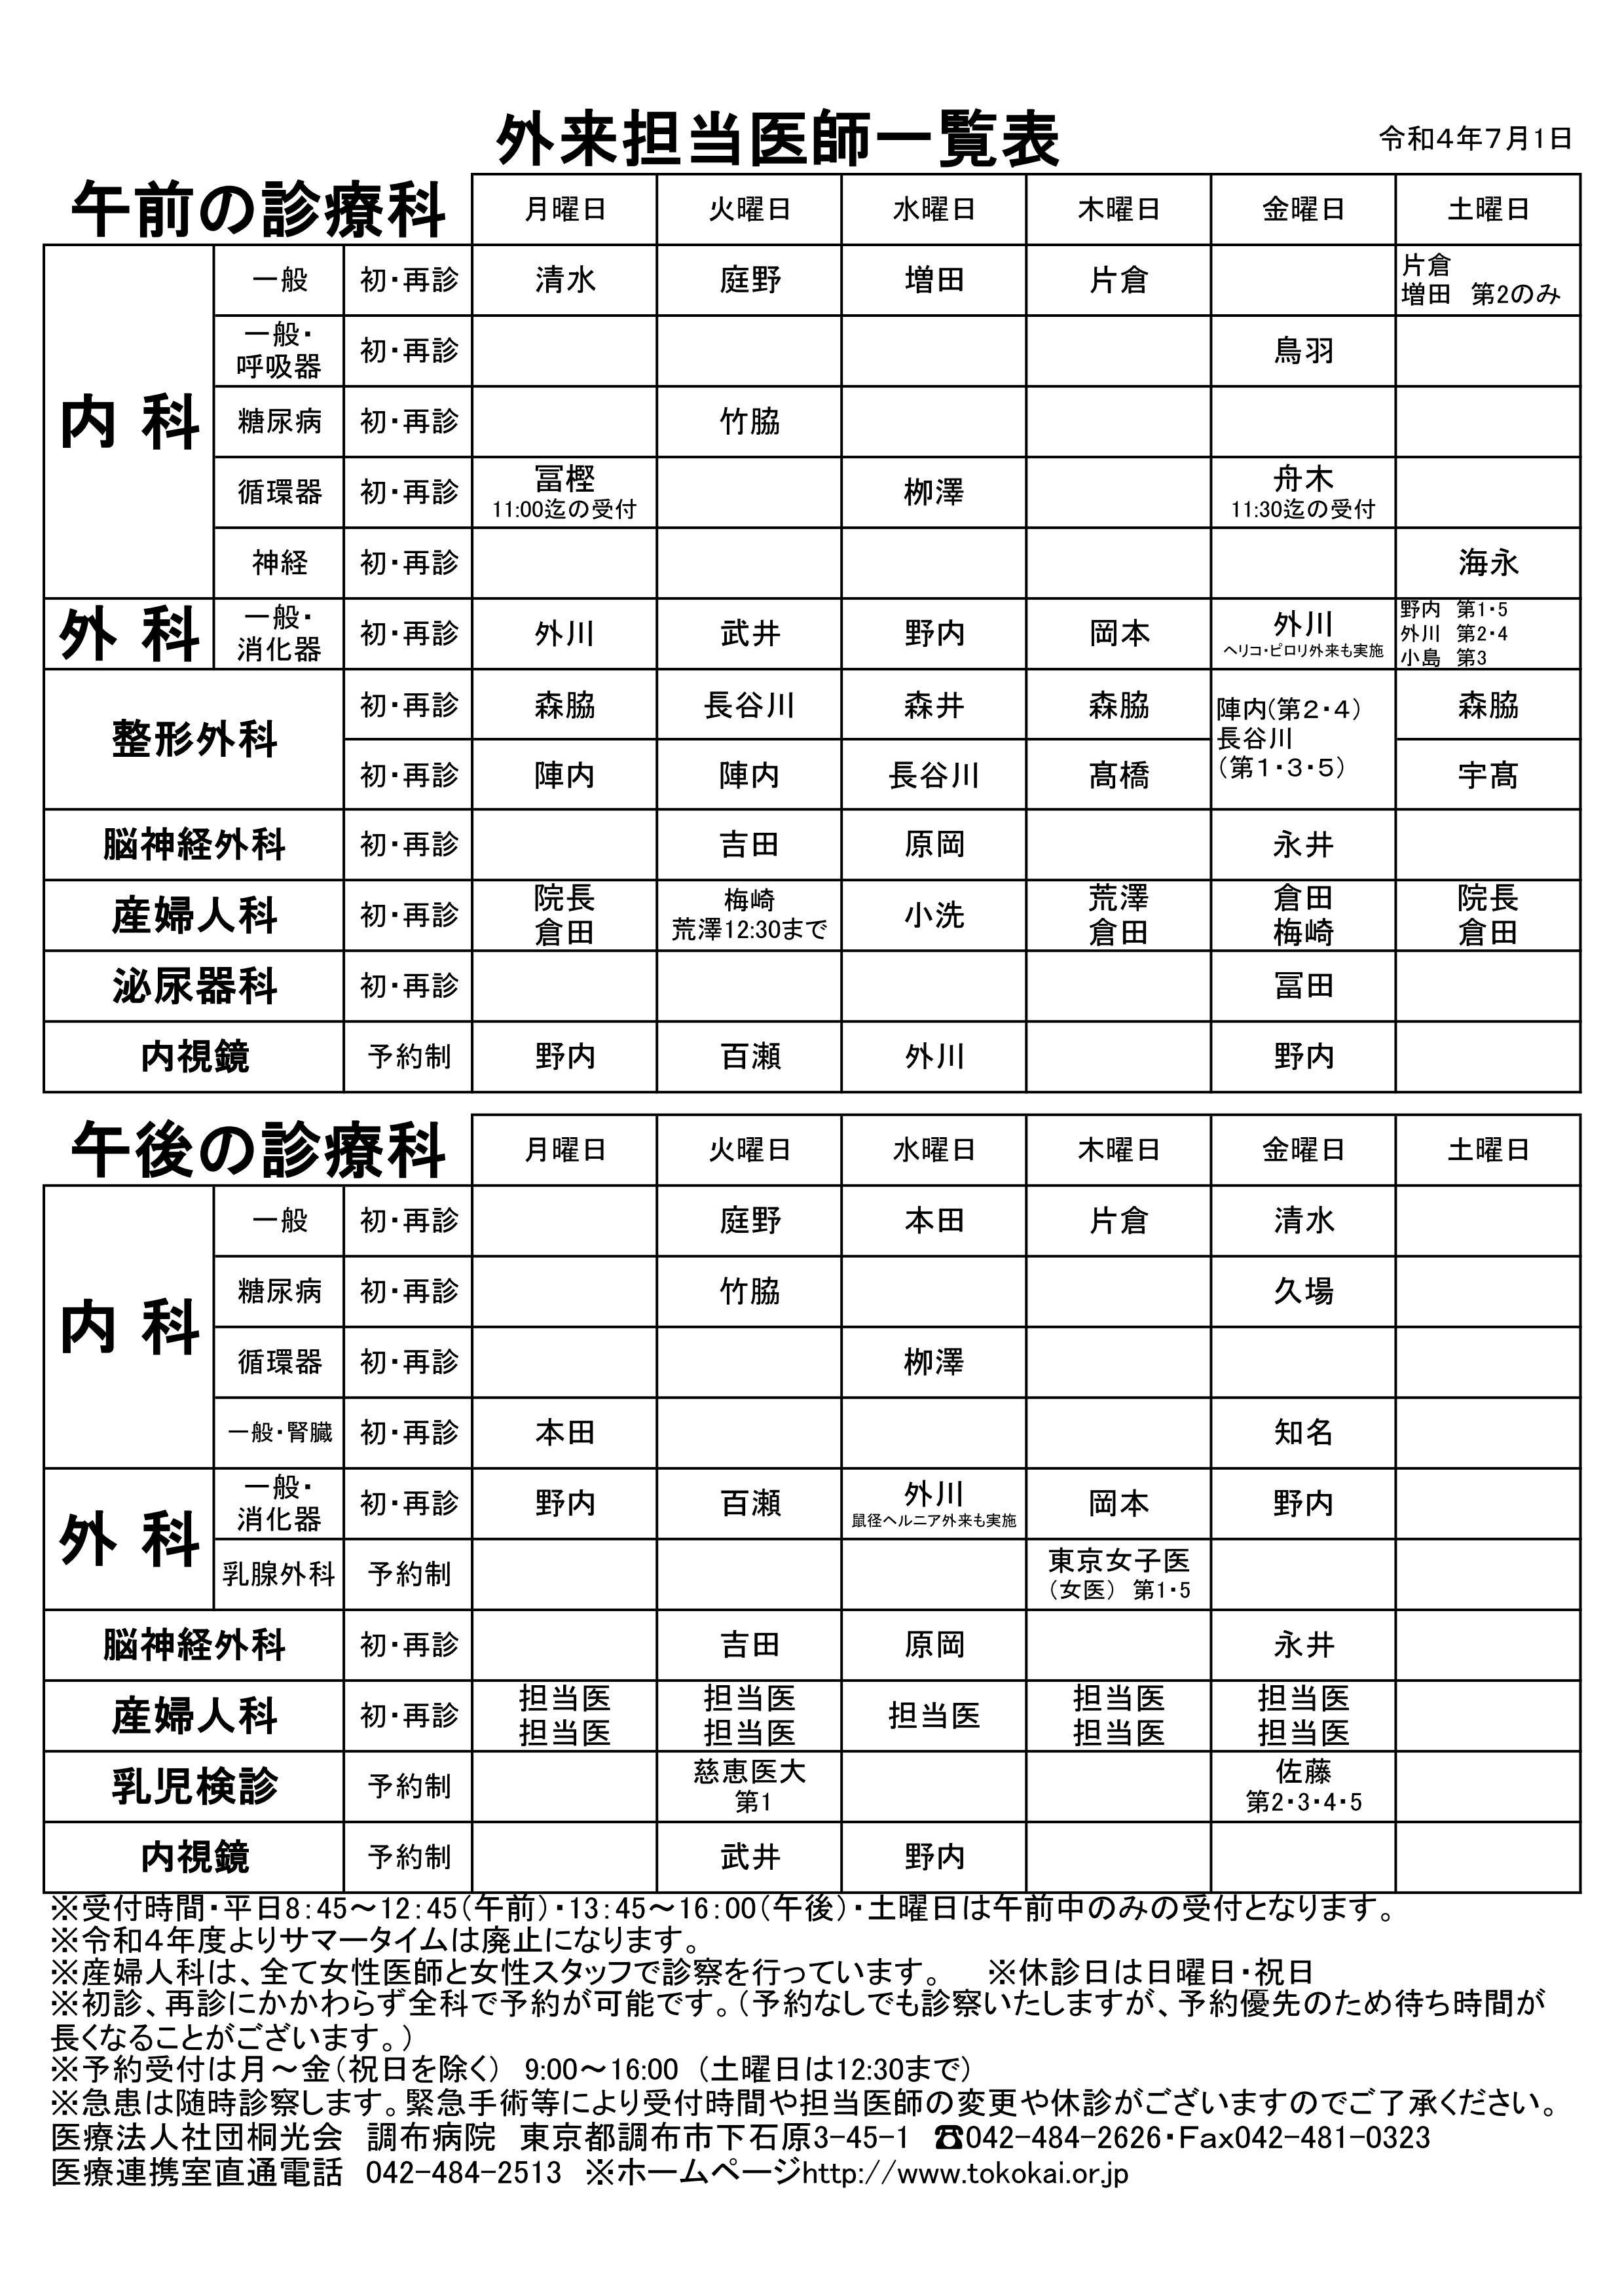 外来担当医師一覧表
令和4年7月1日
午前の診療科 月曜日 火曜日 水曜日 木曜日 金曜日 土曜日
内 科
一般 初・再診 清水 庭野 増田 片倉
片倉
増田 第2のみ
一般・
呼吸器
初・再診 鳥羽
糖尿病 初・再診 竹脇
循環器 初・再診
冨樫
11:00迄の受付
栁澤
舟木
11:30迄の受付
神経 初・再診 海永
外 科
一般・
消化器
初・再診 外川 武井 野内 岡本
外川
ヘリコ・ピロリ外来も実施
野内 第1・5
外川 第2・4
小島 第3
整形外科
初・再診 森脇 長谷川 森井 森脇
陣内(第2・4)
長谷川
(第1・3・5)
森脇
初・再診 陣内 陣内 長谷川 髙橋 宇髙
脳神経外科 初・再診 吉田 原岡 永井
産婦人科 初・再診
院長
倉田
梅崎
荒澤12:30まで
小洗
荒澤
倉田
倉田
梅崎
院長
倉田
泌尿器科 初・再診 冨田
内視鏡 予約制 野内 百瀬 外川 野内
午後の診療科 月曜日 火曜日 水曜日 木曜日 金曜日 土曜日
内 科
一般 初・再診 庭野 本田 片倉 清水
糖尿病 初・再診 竹脇 久場
循環器 初・再診 栁澤
一般・腎臓 初・再診 本田 知名
外 科
一般・
消化器
初・再診 野内 百瀬
外川
鼠径ヘルニア外来も実施
岡本 野内
乳腺外科 予約制
東京女子医
(女医) 第1・5
脳神経外科 初・再診 吉田 原岡 永井
産婦人科 初・再診
担当医
担当医
担当医
担当医
担当医
担当医
担当医
担当医
担当医
乳児検診 予約制
慈恵医大
第1
佐藤
第2・3・4・5
内視鏡 予約制 武井 野内
※受付時間・平日8:45～12:45(午前)・13:45～16:00(午後)・土曜日は午前中のみの受付となります。
※令和4年度よりサマータイムは廃止になります。
※産婦人科は、全て女性医師と女性スタッフで診察を行っています。 ※休診日は日曜日・祝日
※初診、再診にかかわらず全科で予約が可能です。(予約なしでも診察いたしますが、予約優先のため待ち時間が
長くなることがございます。)
※予約受付は月～金(祝日を除く) 9:00～16:00 (土曜日は12:30まで)
※急患は随時診察します。緊急手術等により受付時間や担当医師の変更や休診がございますのでご了承ください。
医療法人社団桐光会 調布病院 東京都調布市下石原3-45-1 ☎042-484-2626・Fax042-481-0323
医療連携室直通電話 042-484-2513 ※ホームページhttp://www.tokokai.or.jp